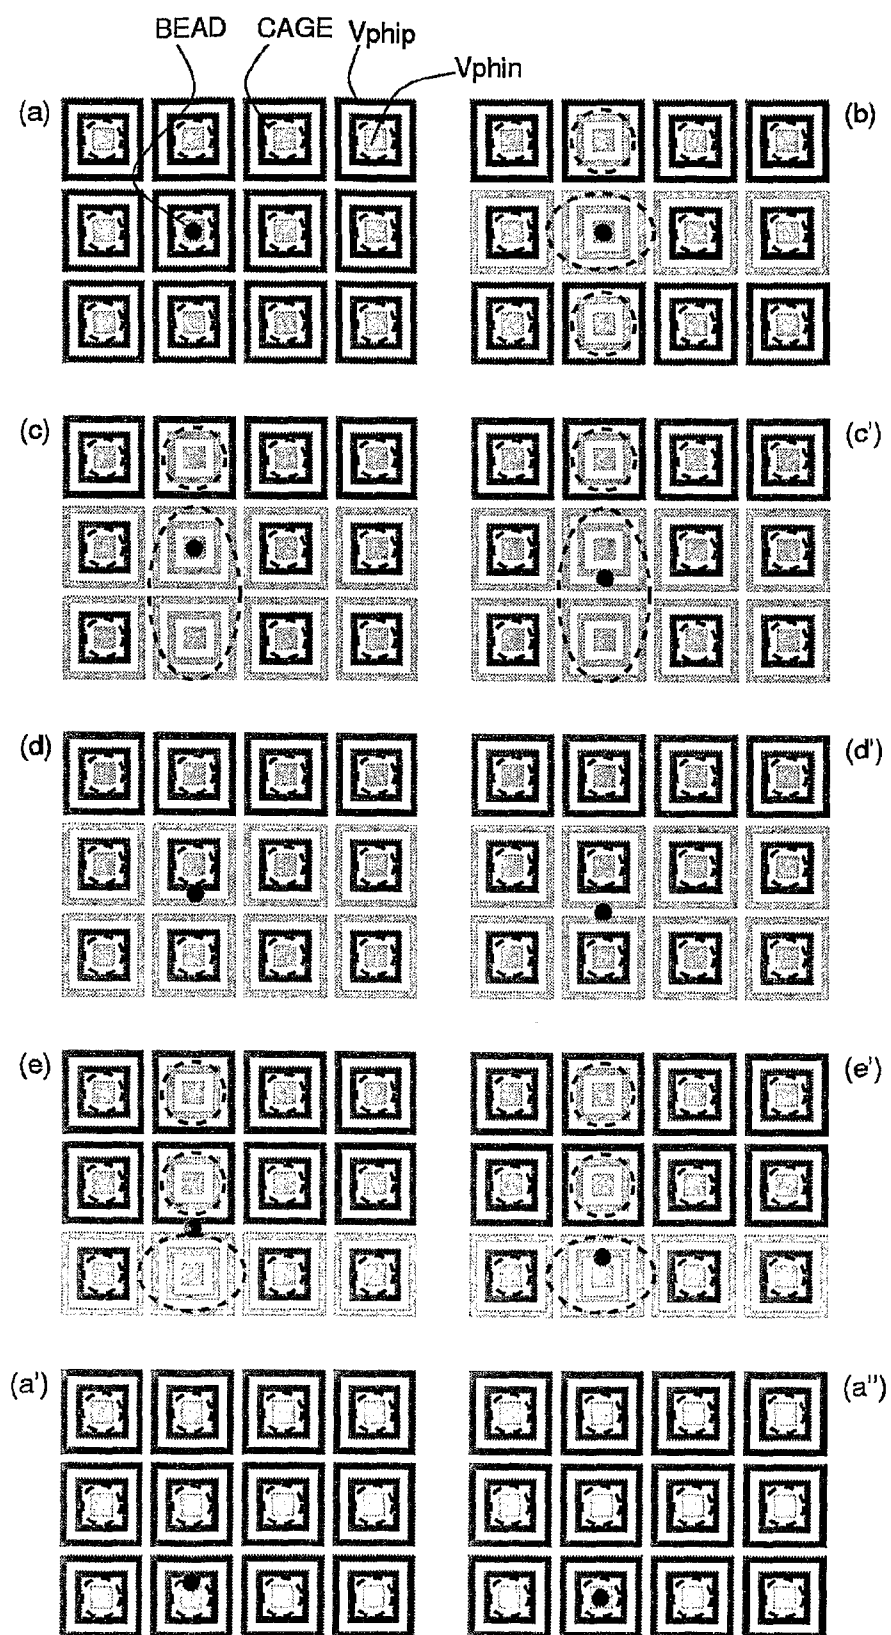 BEAD CAGE Vphip
Vphin
(a) (b)
(c) (c')
(d) (d')
(e) (e')
(a') (a'')